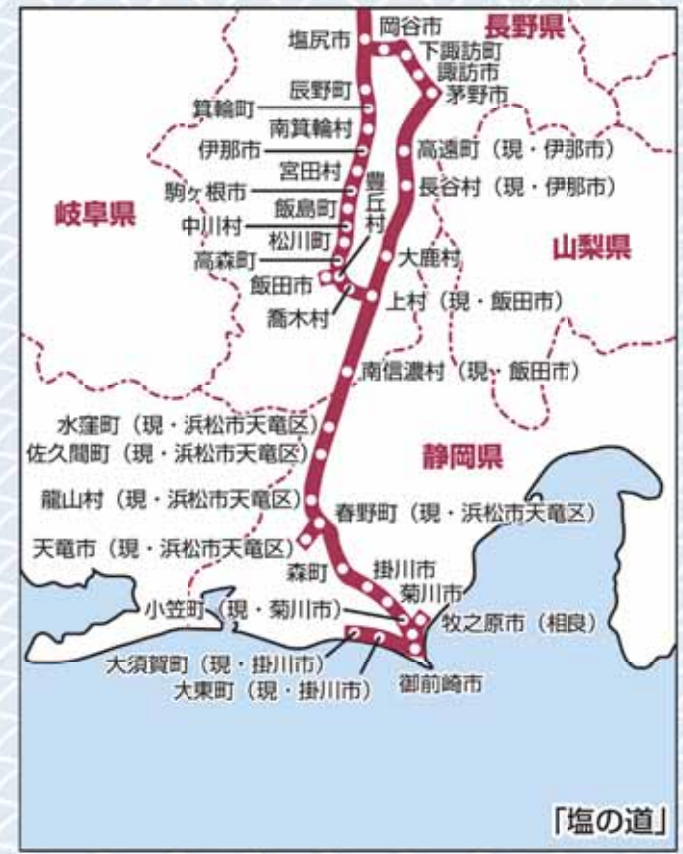 岡谷市
長野県
塩尻市
下諏訪町
諏訪市
茅野市
辰野町
箕輪町
南箕輪村
伊那市
高遠町（現・伊那市）
宮田村
豊丘村
駒ヶ根市
長谷村（現・伊那市）
飯島町
岐阜県
中川村
松川町
山梨県
高森町
大鹿村
飯田市
上村（現・飯田市）
喬木村
南信濃村（現・飯田市）
水窪町（現・浜松市天竜区）
佐久間町（現・浜松市天竜区）
静岡県
龍山村（現・浜松市天竜区）
春野町（現・浜松市天竜区）
天竜市（現・浜松市天竜区）
森町
掛川市
菊川市
小笠町（現・菊川市）
牧之原市（相良）
大須賀町（現・掛川市）
大東町（現・掛川市）
御前崎市
「塩の道」